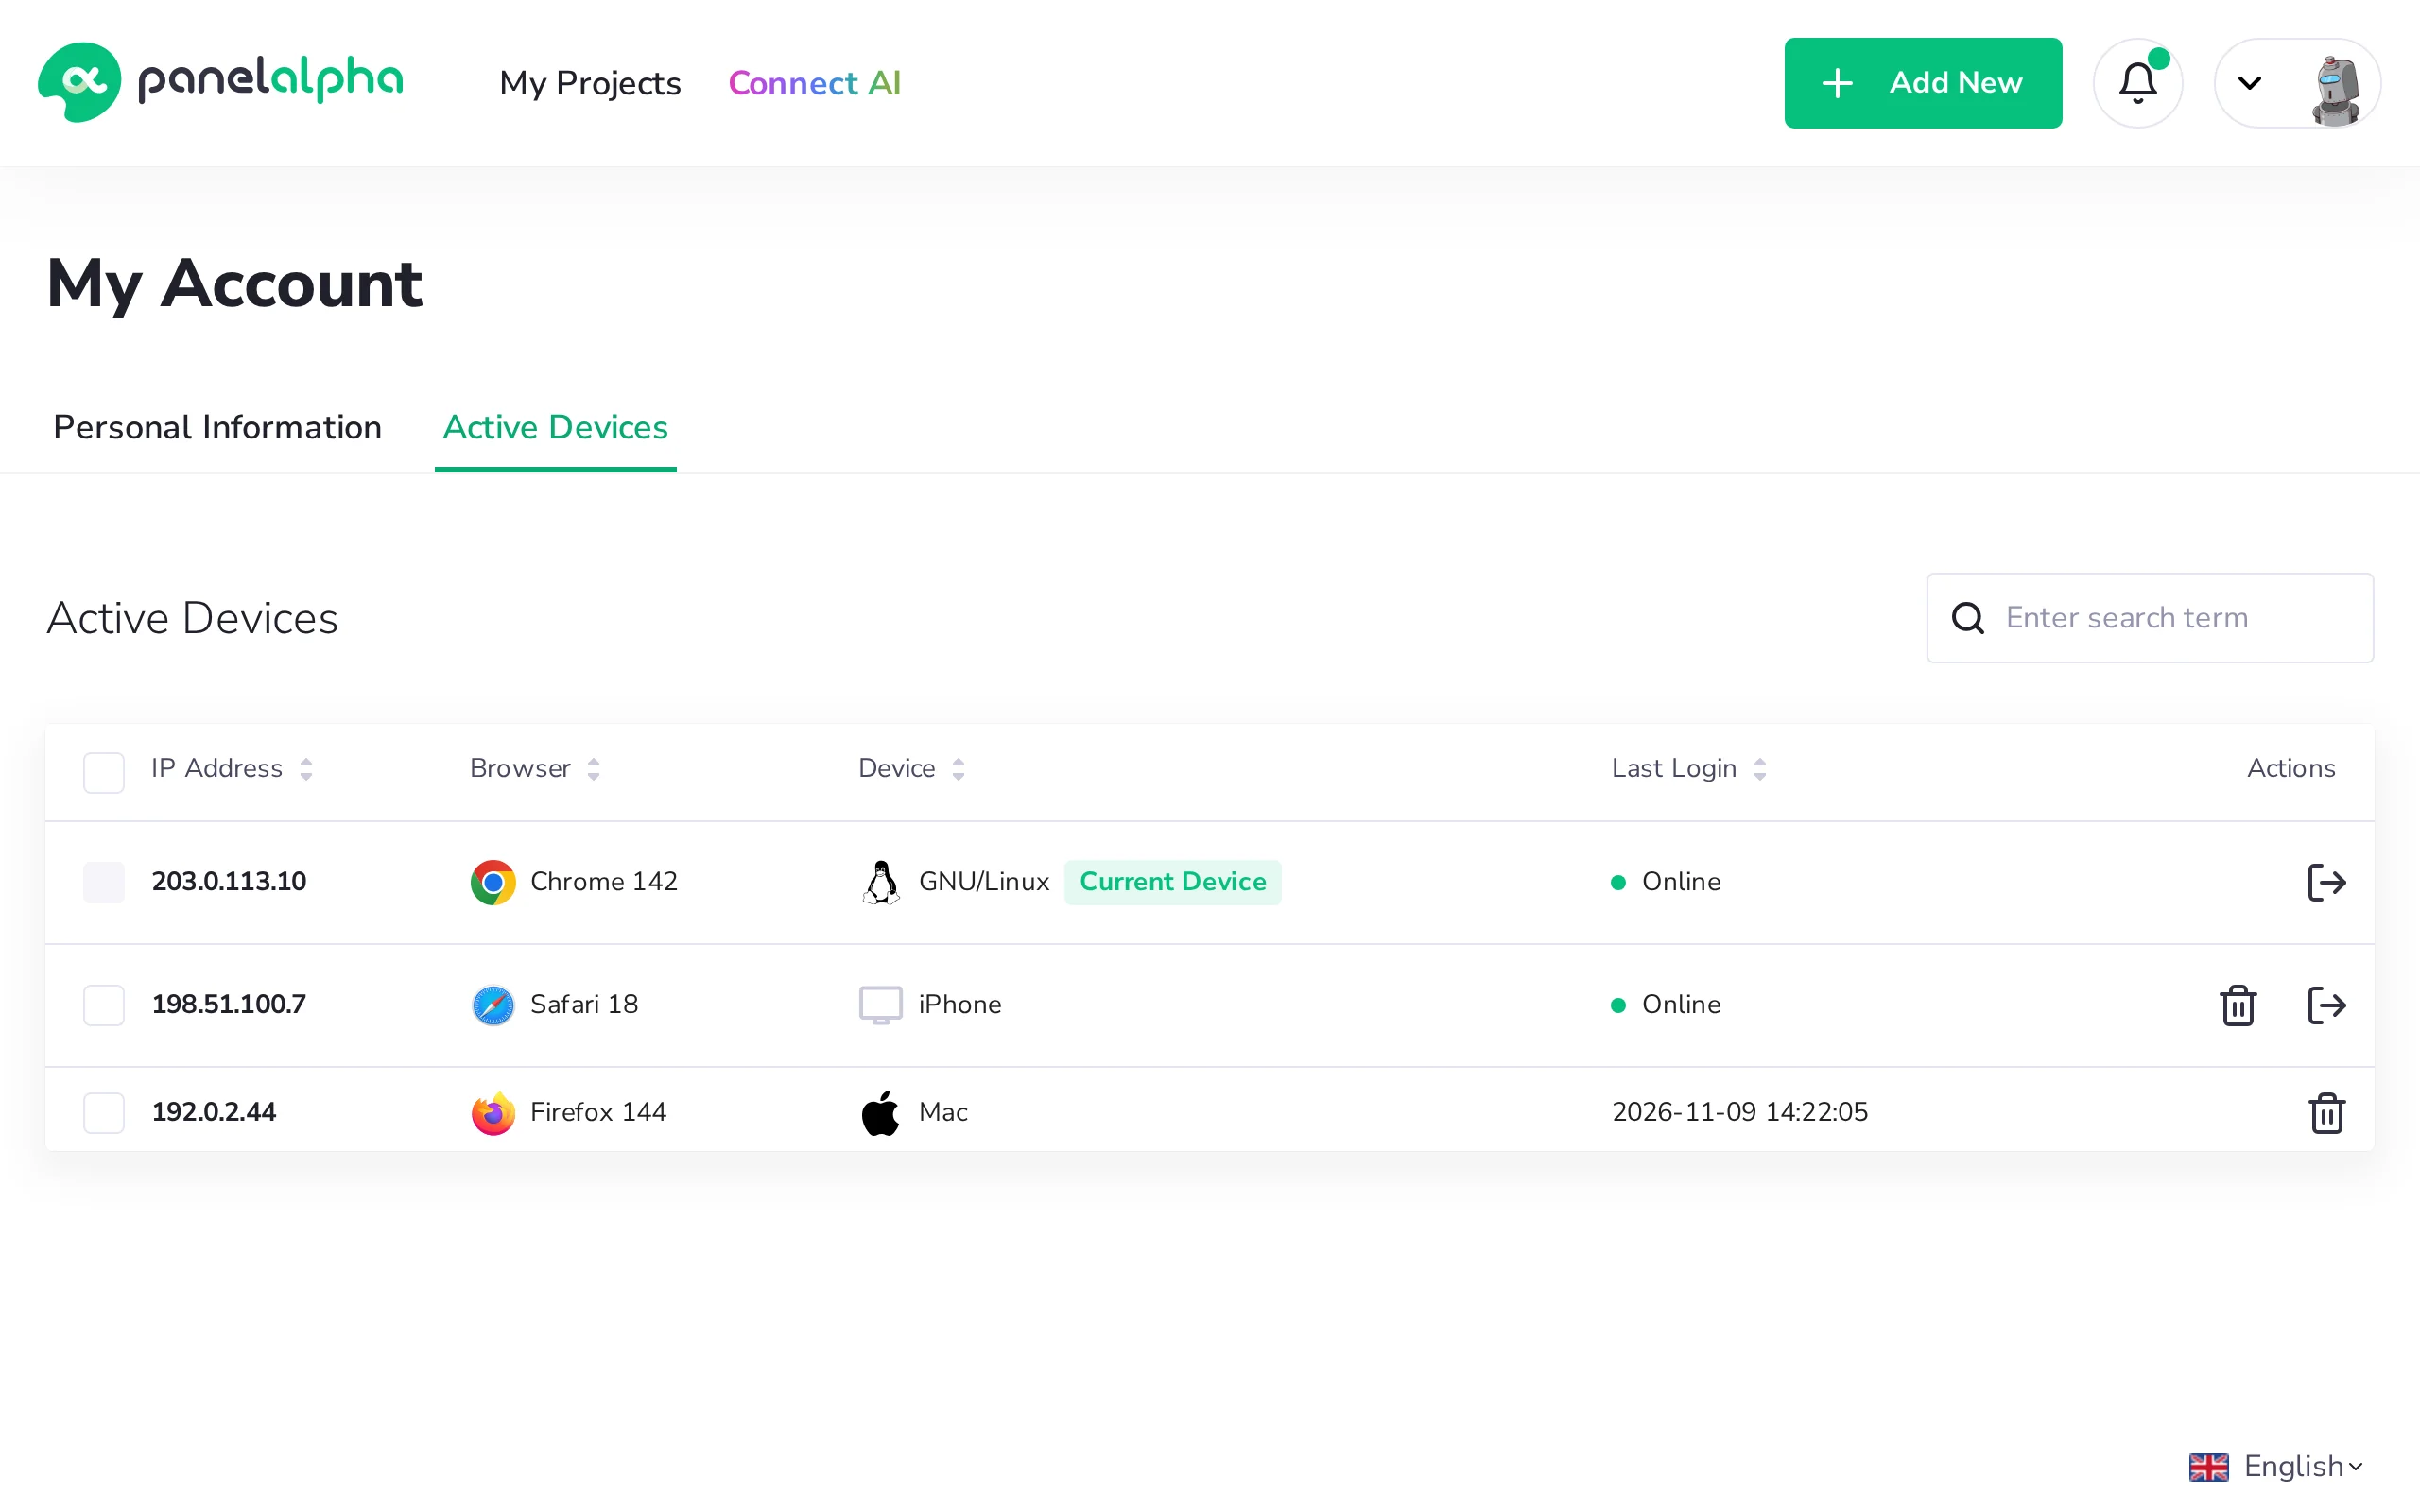 panelalpha My Projects Connect AI Add New
My Account
Personal Information Active Devices
Active Devices Enter search term
IP Address Browser Device Last Login Actions
203.0.113.10 Chrome 142 GNU/Linux Current Device Online
198.51.100.7 Safari 18 iPhone Online
192.0.2.44 Firefox 144 Mac 2026-11-09 14:22:05
English